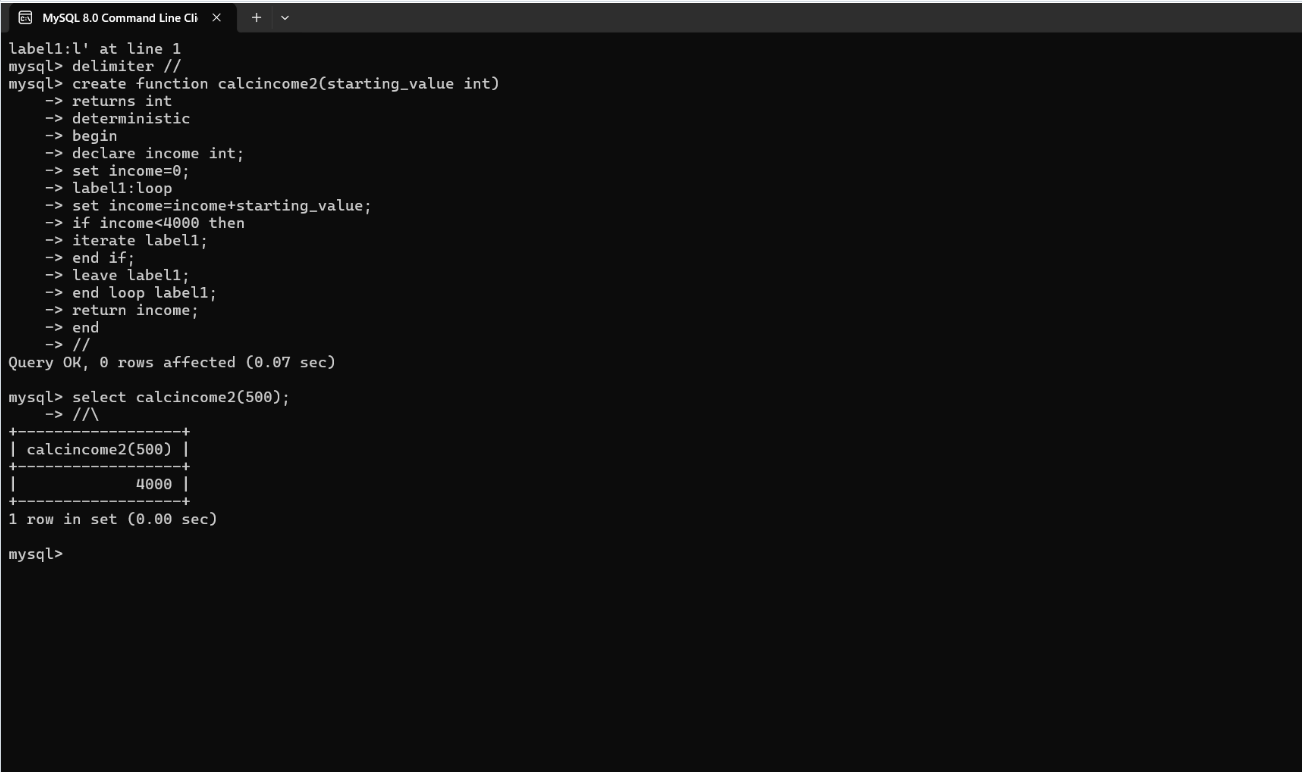 MySQL 8.0 Command Line Cli
label1:l' at line 1
mysql> delimiter //
mysql> create function calcincome2(starting_value int)
    -> returns int
    -> deterministic
    -> begin
    -> declare income int;
    -> set income=0;
    -> label1:loop
    -> set income=income+starting_value;
    -> if income<4000 then
    -> iterate label1;
    -> end if;
    -> leave label1;
    -> end loop label1;
    -> return income;
    -> end
    -> //
Query OK, 0 rows affected (0.07 sec)
mysql> select calcincome2(500);
    -> //\
+------------------+
| calcincome2(500) |
+------------------+
|             4000 |
+------------------+
1 row in set (0.00 sec)
mysql>